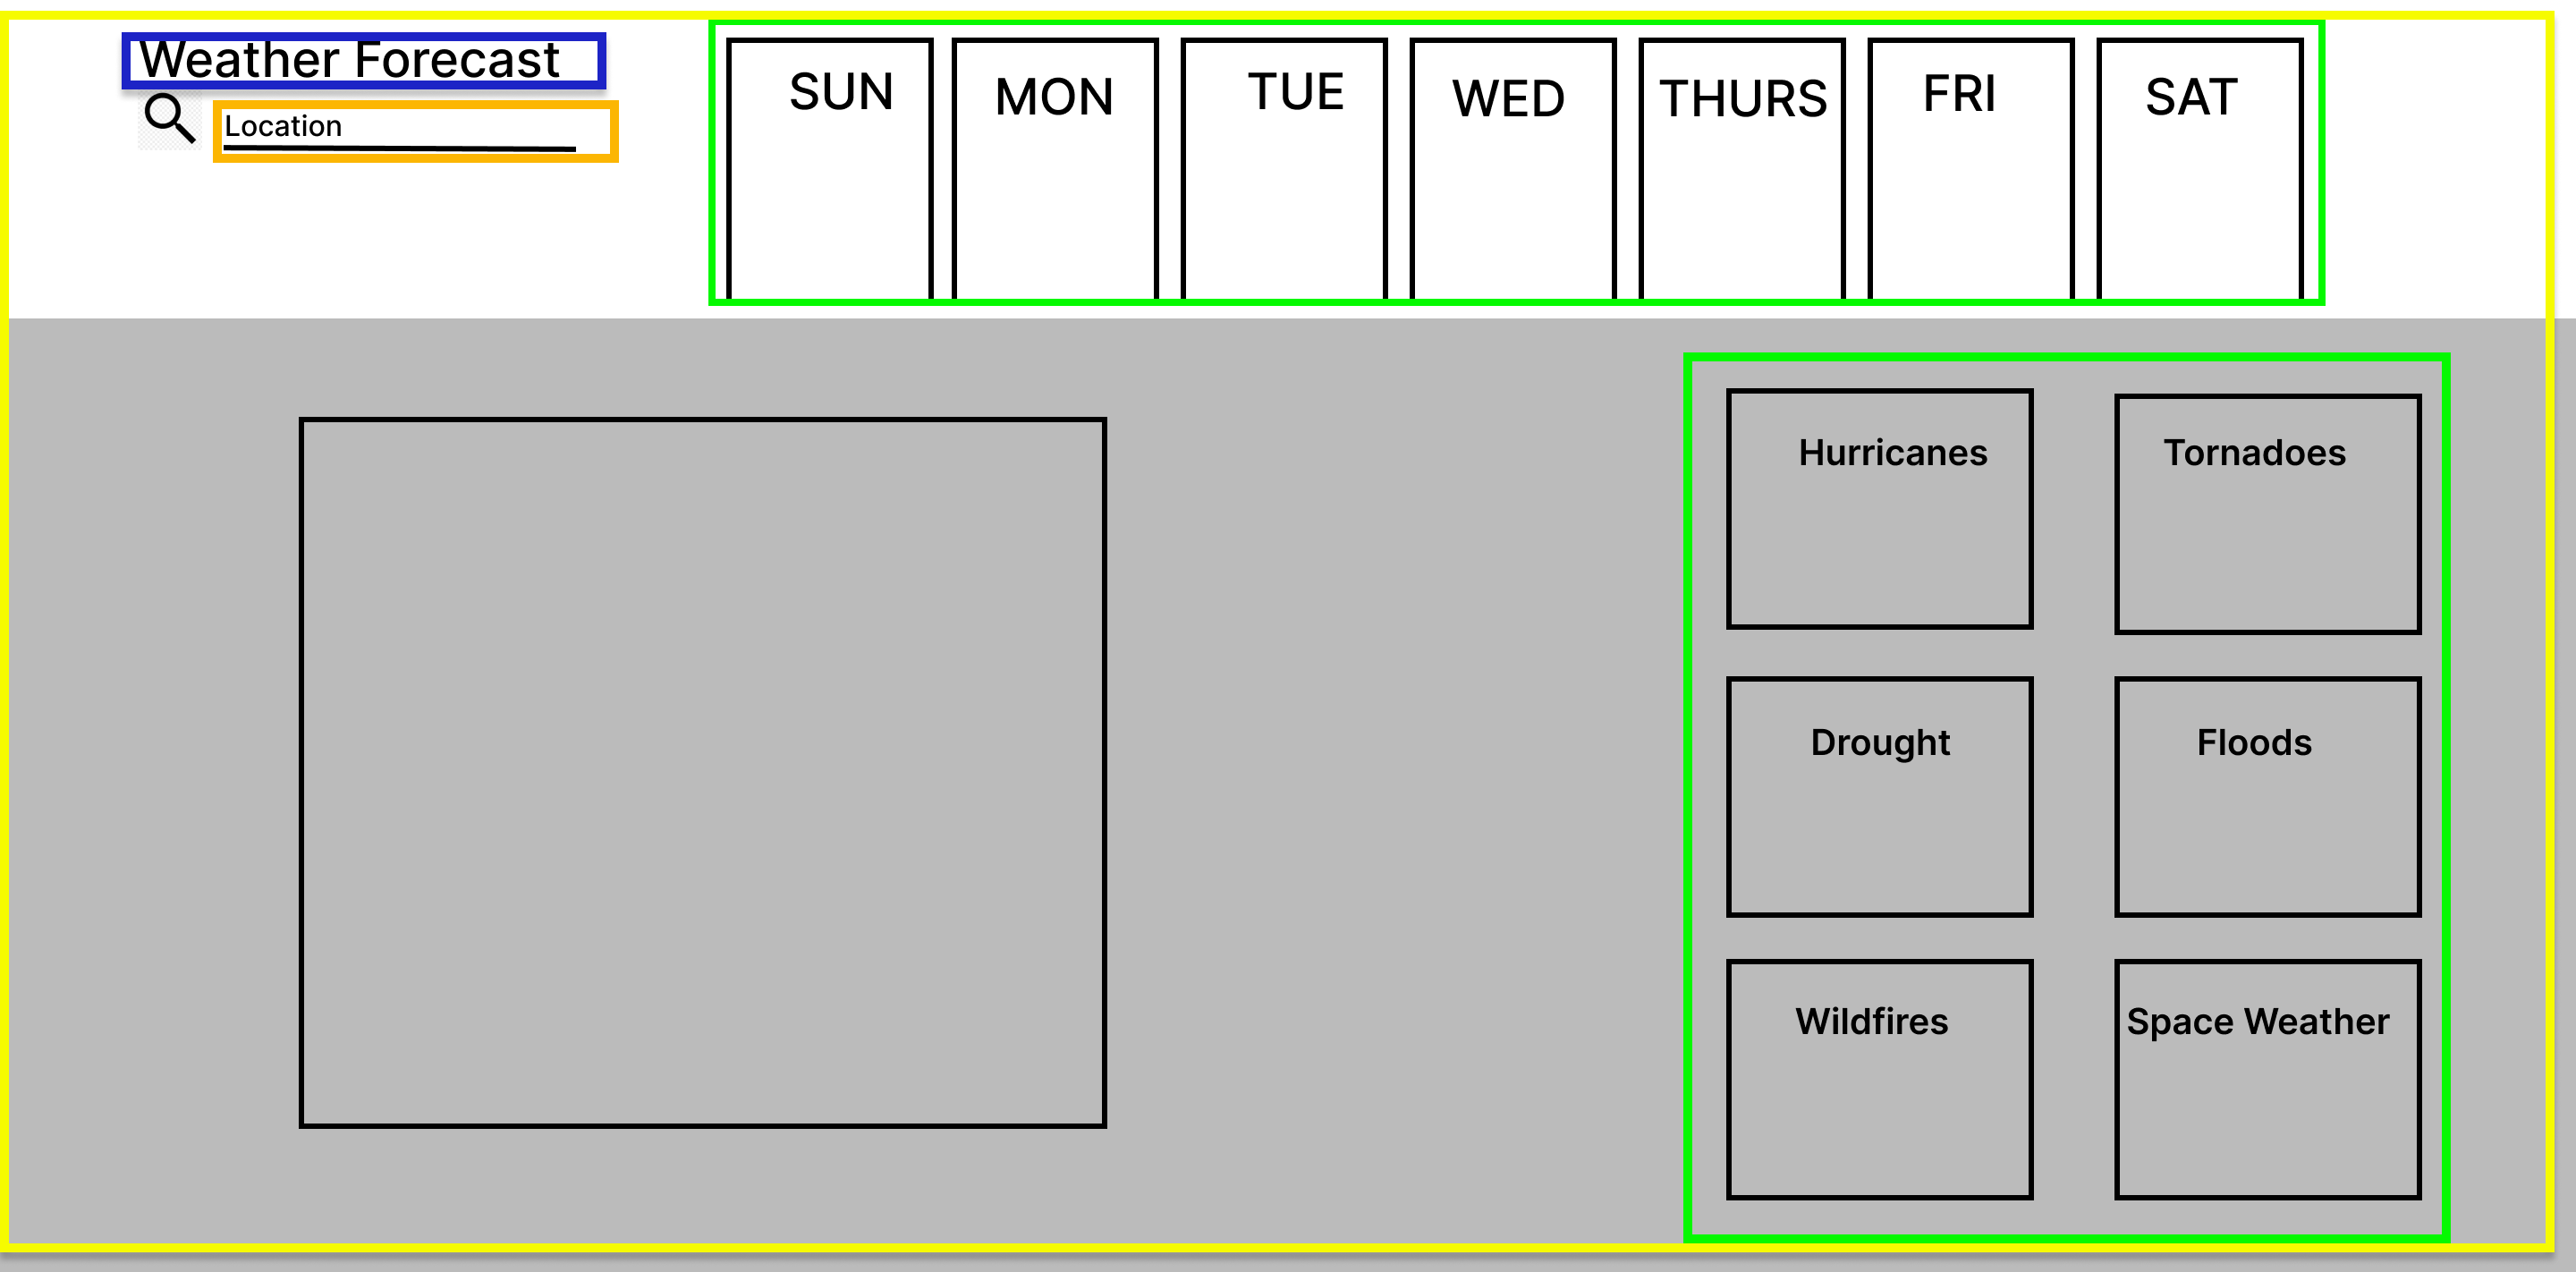 Weather Forecast
Location
SUN MON TUE WED THURS FRI SAT
Hurricanes Tornadoes
Drought Floods
Wildfires Space Weather